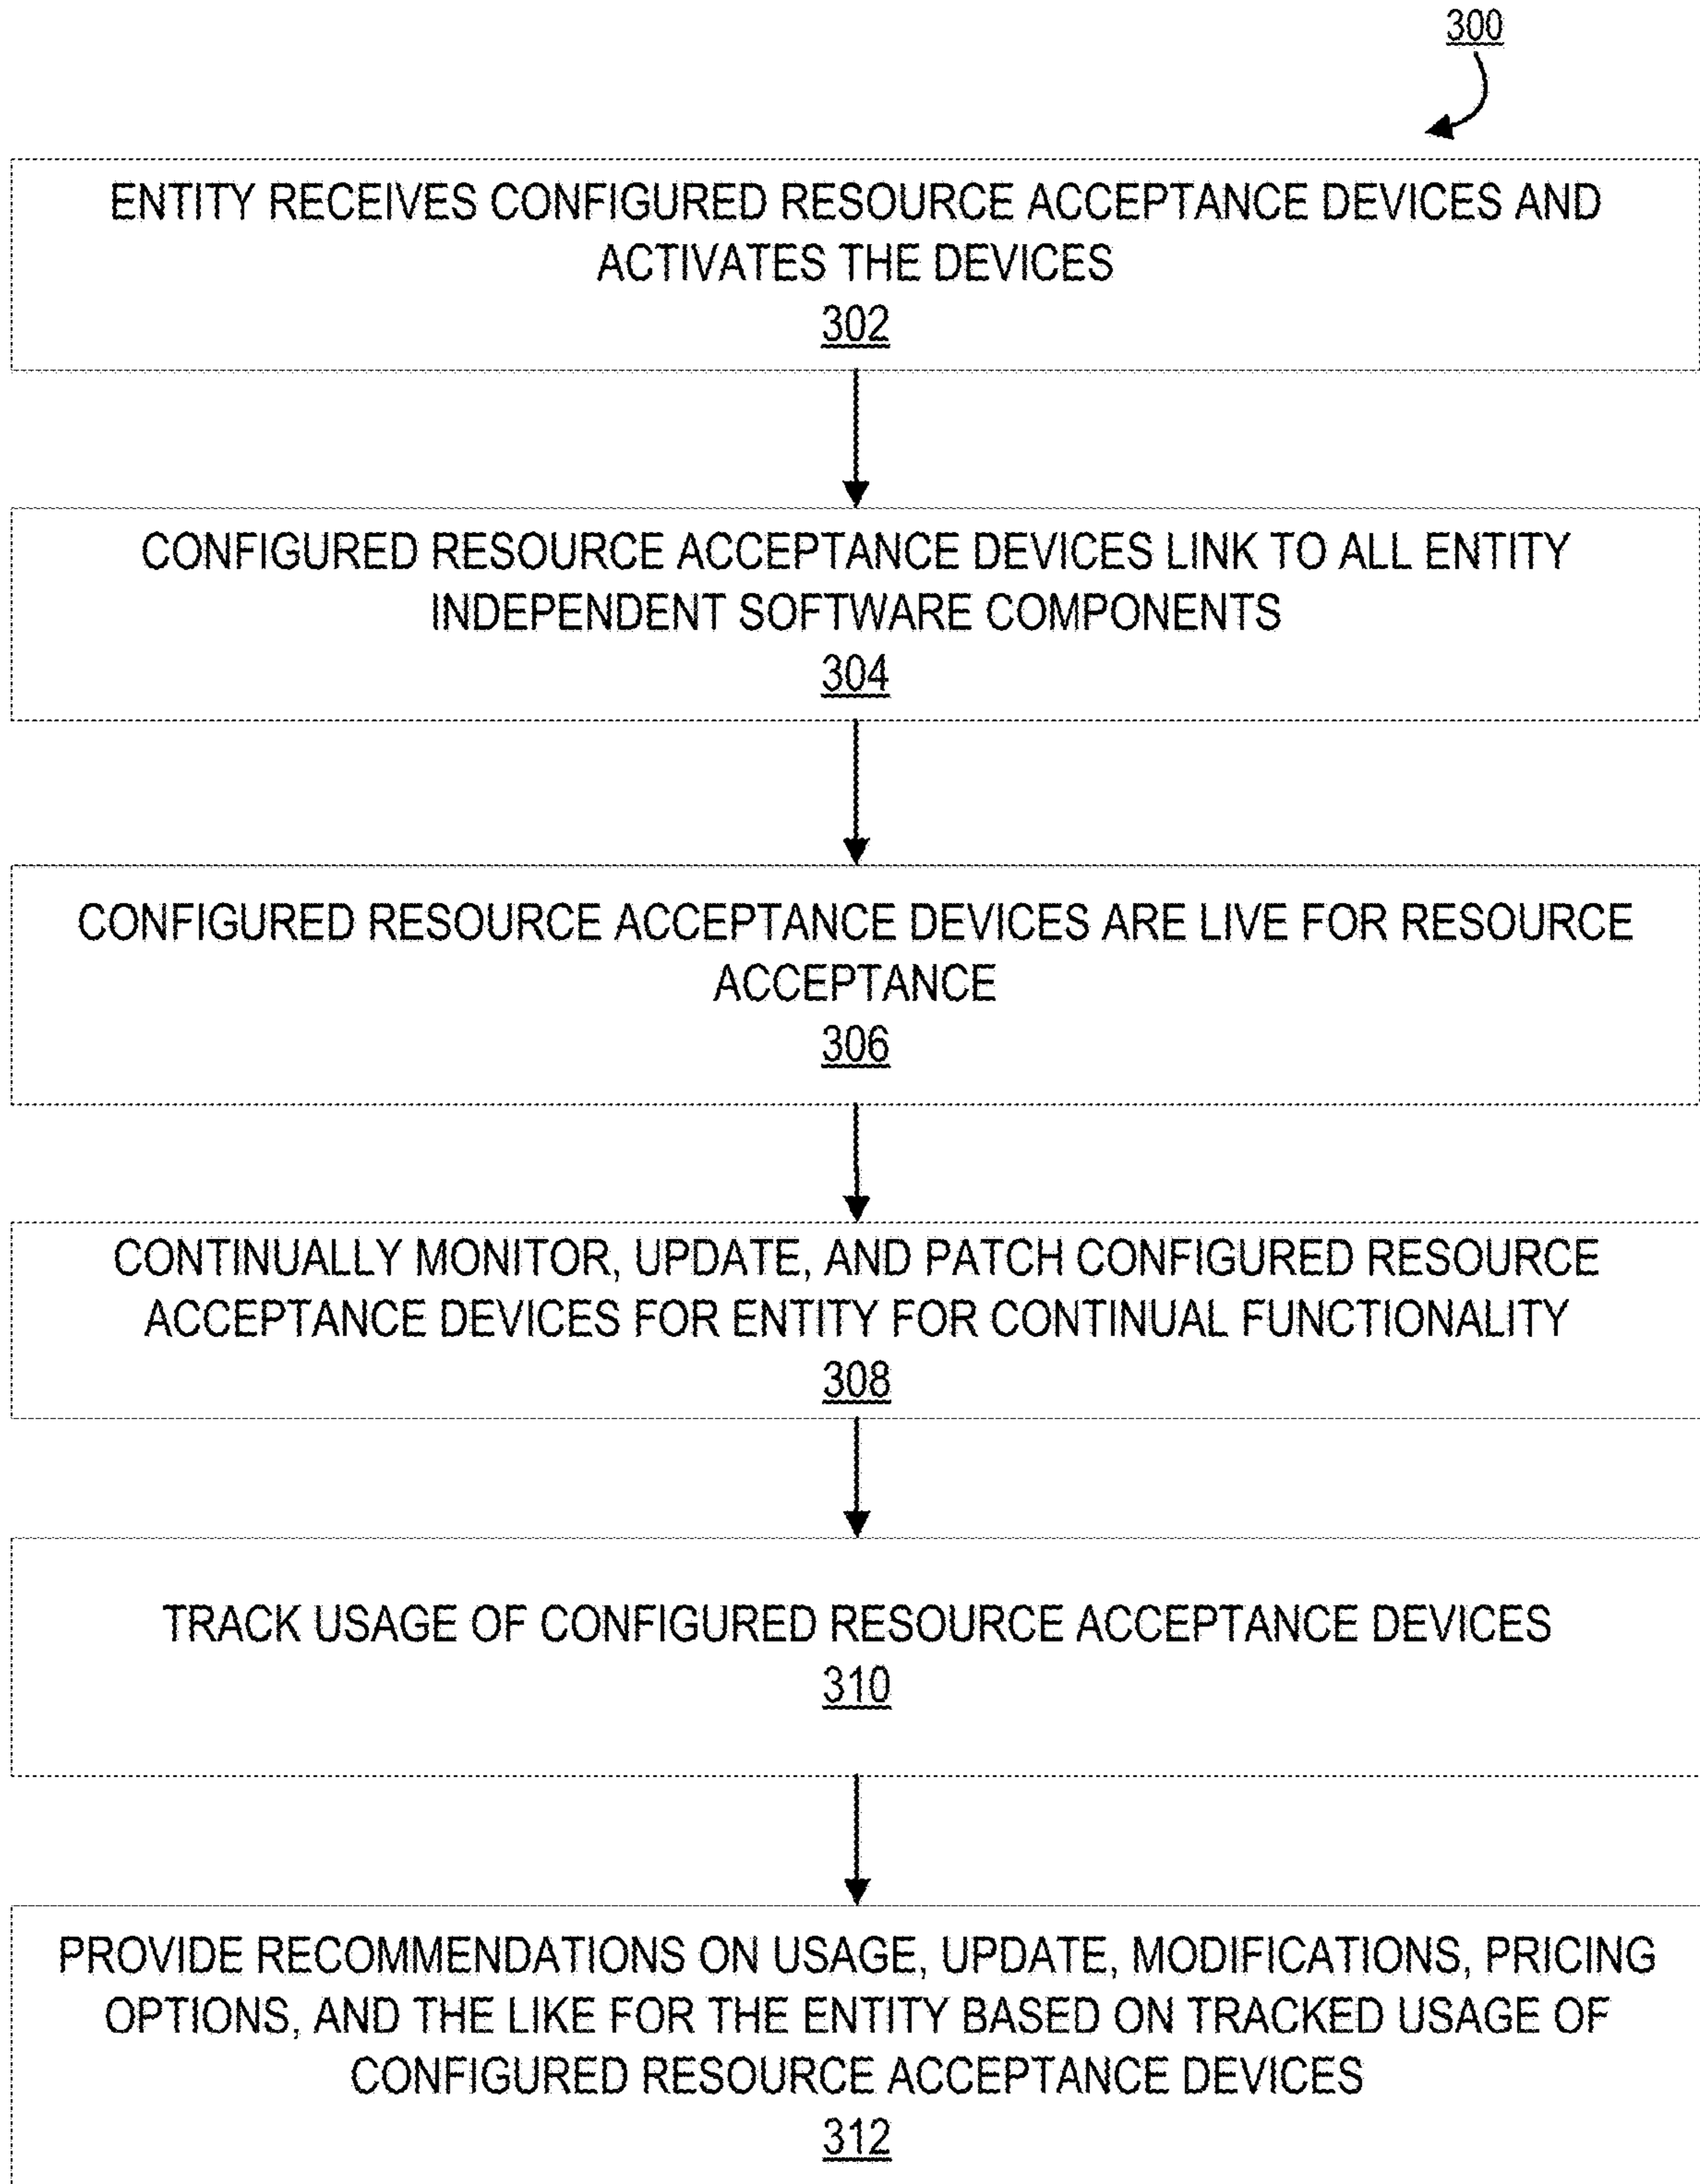 300
ENTITY RECEIVES CONFIGURED RESOURCE ACCEPTANCE DEVICES AND
ACTIVATES THE DEVICES
302
CONFIGURED RESOURCE ACCEPTANCE DEVICES LINK TO ALL ENTITY
INDEPENDENT SOFTWARE COMPONENTS
304
CONFIGURED RESOURCE ACCEPTANCE DEVICES ARE LIVE FOR RESOURCE
ACCEPTANCE
306
CONTINUALLY MONITOR, UPDATE, AND PATCH CONFIGURED RESOURCE
ACCEPTANCE DEVICES FOR ENTITY FOR CONTINUAL FUNCTIONALITY
308
TRACK USAGE OF CONFIGURED RESOURCE ACCEPTANCE DEVICES
310
PROVIDE RECOMMENDATIONS ON USAGE, UPDATE, MODIFICATIONS, PRICING
OPTIONS, AND THE LIKE FOR THE ENTITY BASED ON TRACKED USAGE OF
CONFIGURED RESOURCE ACCEPTANCE DEVICES
312